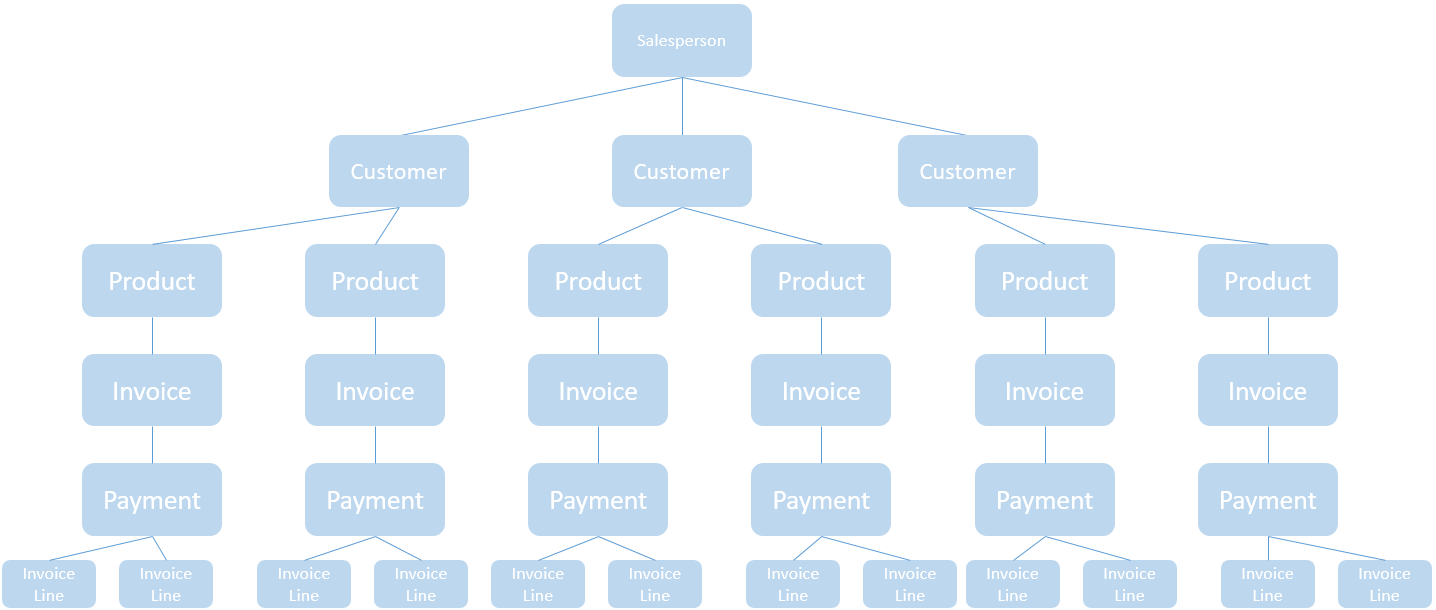 Salesperson
Customer Customer Customer
Product Product Product Product Product Product
Invoice Invoice Invoice Invoice Invoice Invoice
Payment Payment Payment Payment Payment Payment
Invoice Invoice Invoice Invoice Invoice Invoice Invoice Invoice Invoice Invoice Invoice Invoice
Line Line Line Line Line Line Line Line Line Line Line Line